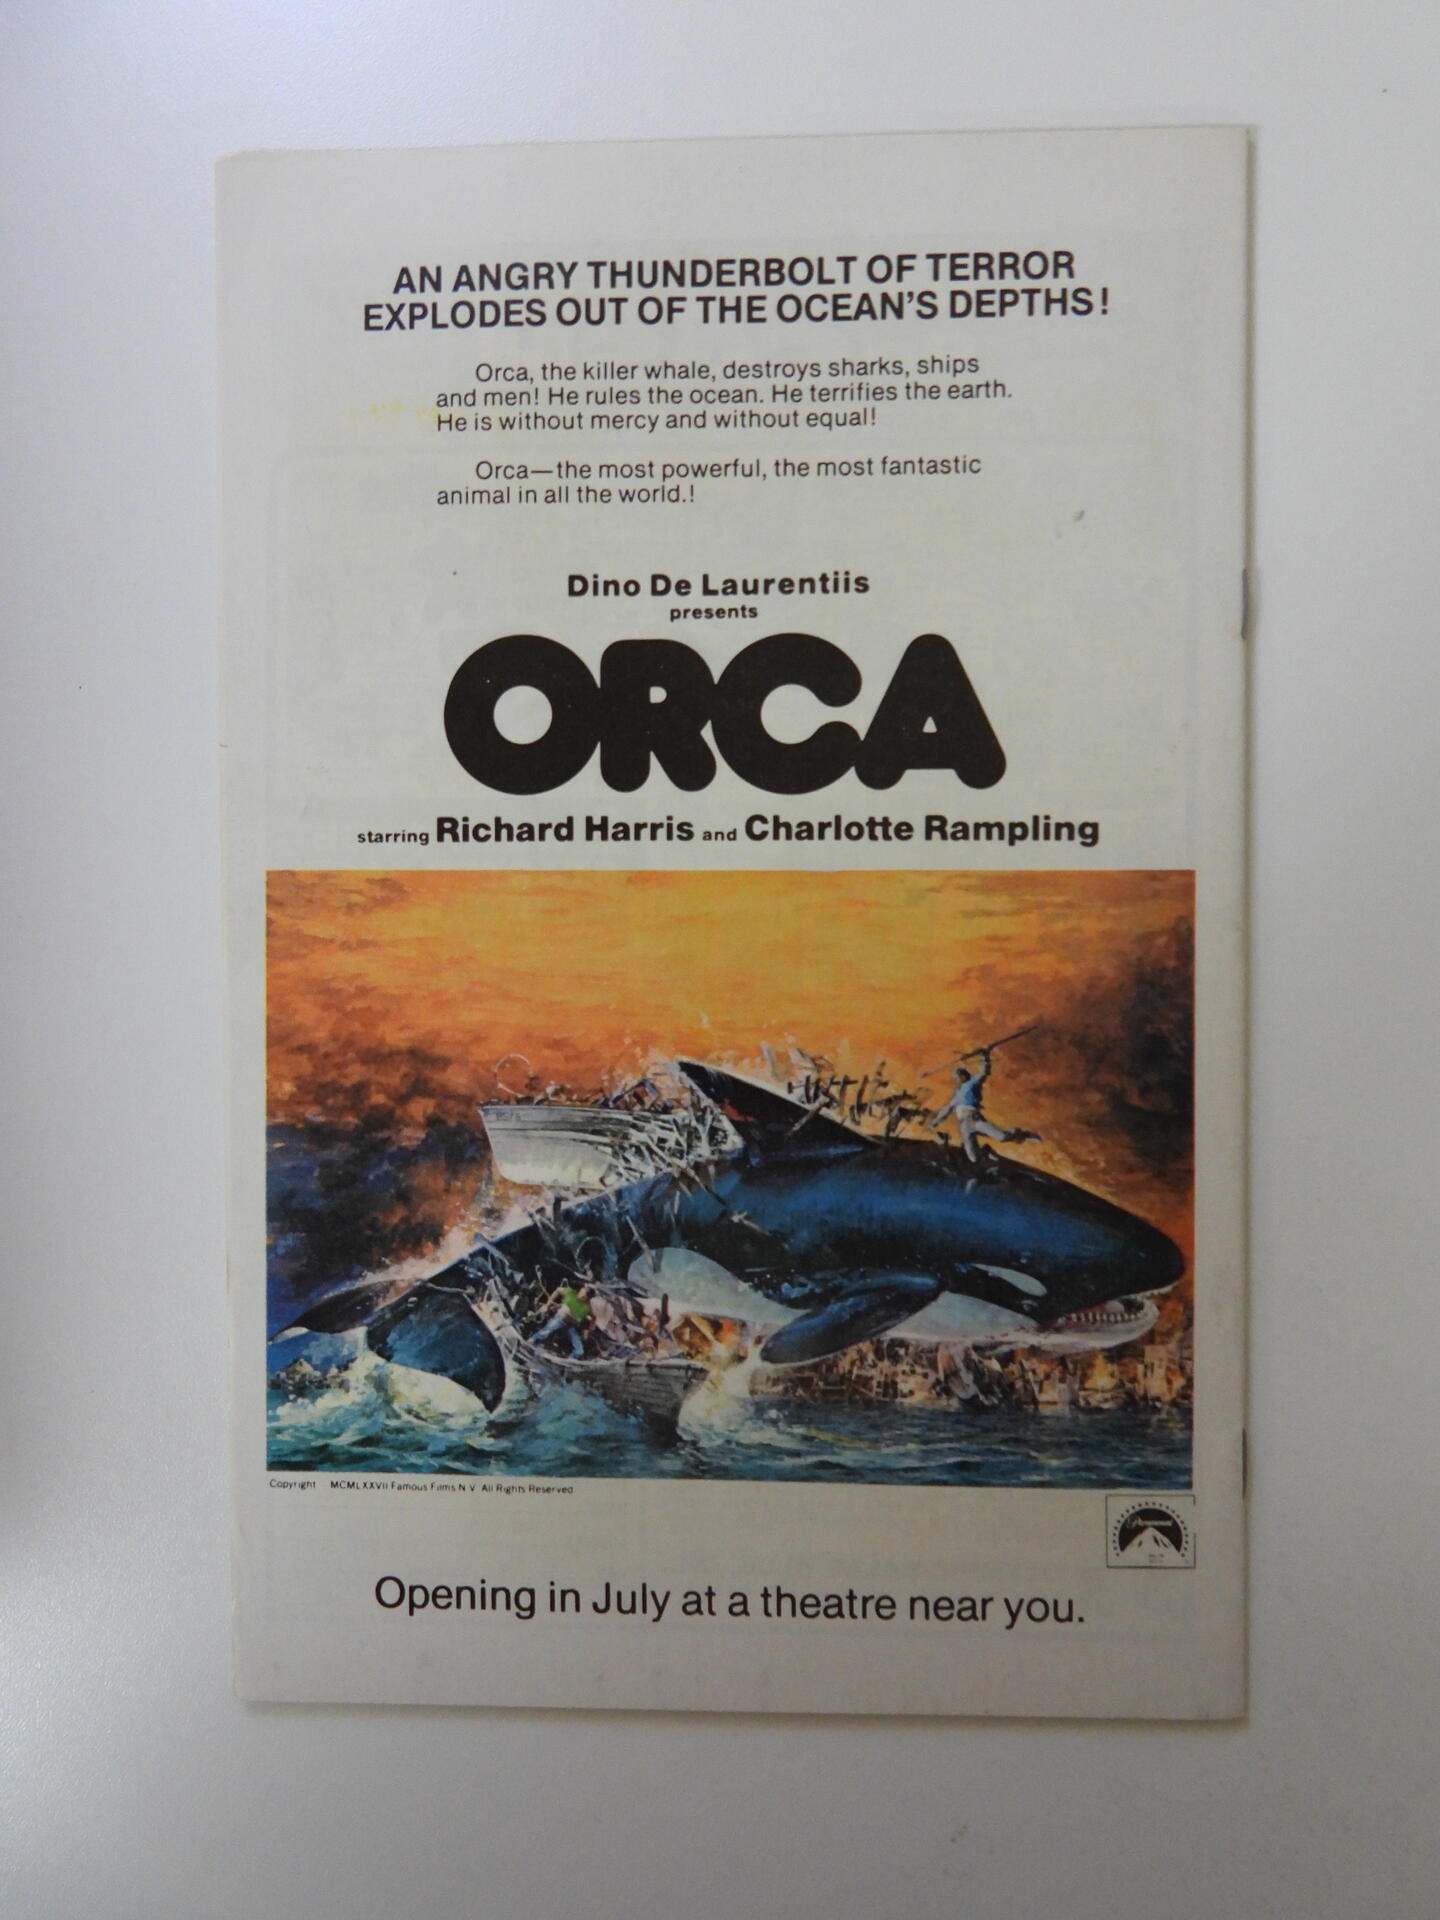 AN ANGRY THUNDERBOLT OF TERROR
EXPLODES OUT OF THE OCEAN'S DEPTHS!
Orca, the killer whale, destroys sharks, ships
and men! He rules the ocean. He terrifies the earth.
He is without mercy and without equal!
Orca—the most powerful, the most fantastic
animal in all the world.!
Dino De Laurentiis
presents
ORCA
starring Richard Harris and Charlotte Rampling
Copyright MCMLXXVII Famous Films N V All Rights Reserved
Paramount
Opening in July at a theatre near you.